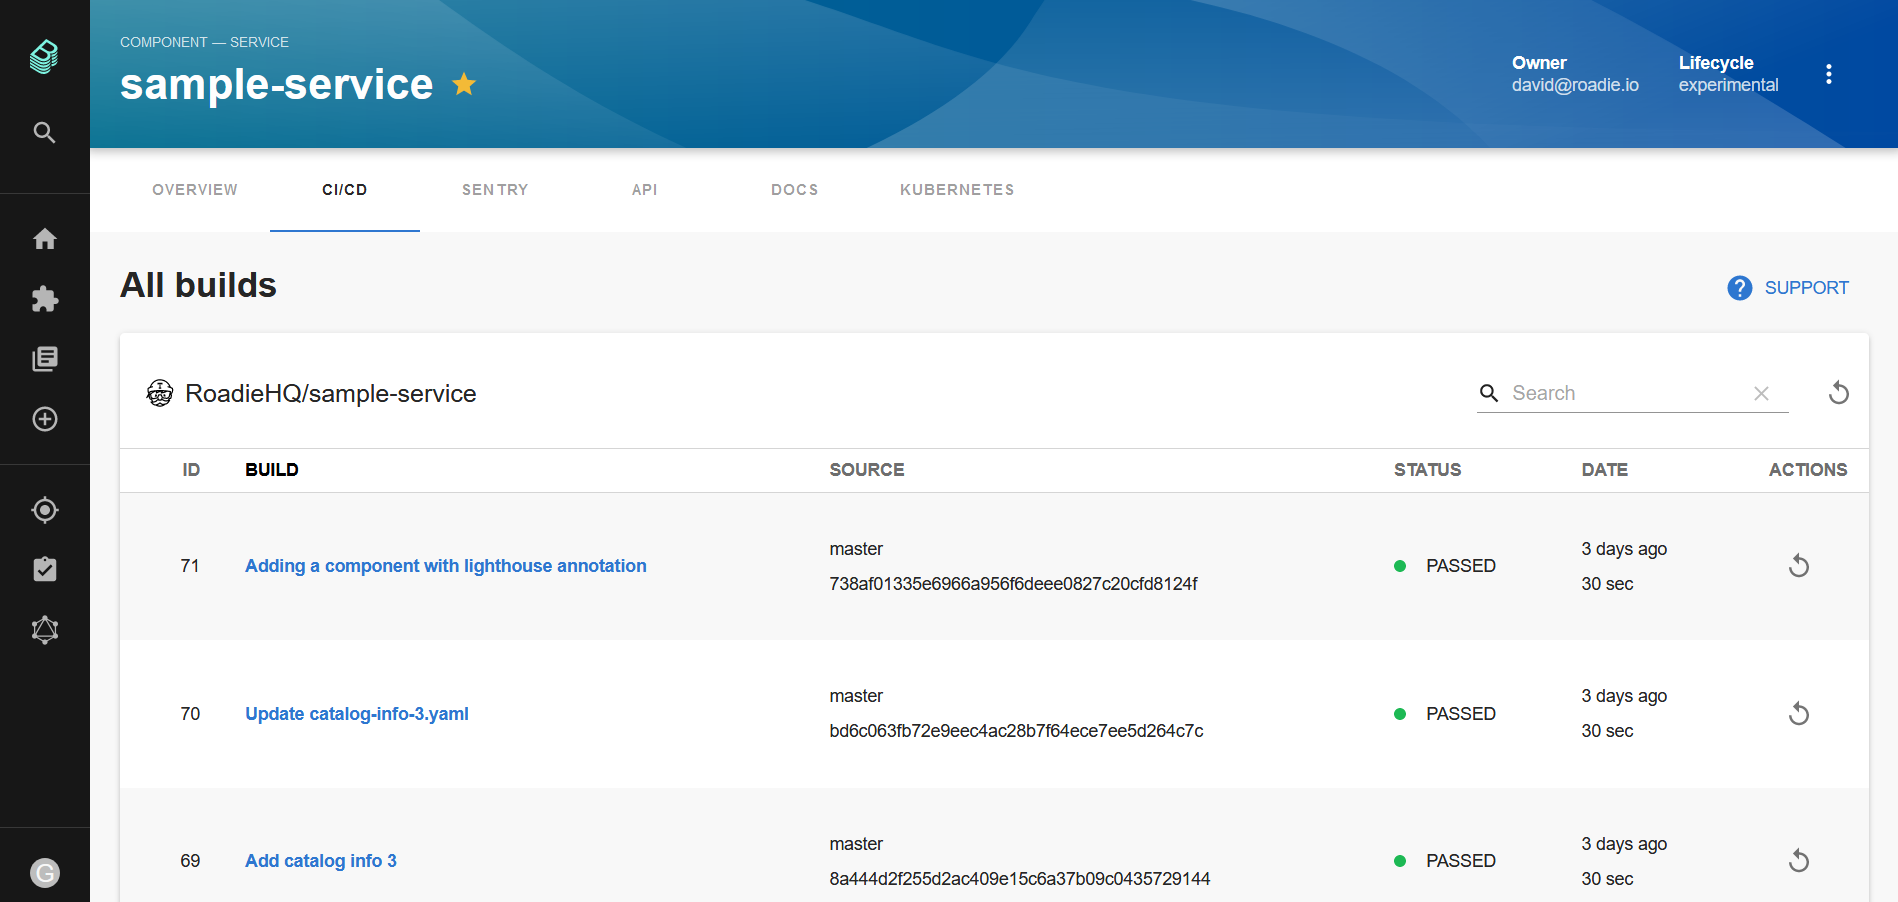 COMPONENT — SERVICE
sample-service
Owner
david@roadie.io
Lifecycle
experimental
OVERVIEW
CI/CD
SENTRY
API
DOCS
KUBERNETES
All builds
SUPPORT
RoadieHQ/sample-service
Search
ID BUILD SOURCE STATUS DATE ACTIONS
71
Adding a component with lighthouse annotation
master
738af01335e6966a956f6deee0827c20cfd8124f
PASSED
3 days ago
30 sec
70
Update catalog-info-3.yaml
master
bd6c063fb72e9eec4ac28b7f64ece7ee5d264c7c
PASSED
3 days ago
30 sec
69
Add catalog info 3
master
8a444d2f255d2ac409e15c6a37b09c0435729144
PASSED
3 days ago
30 sec
G